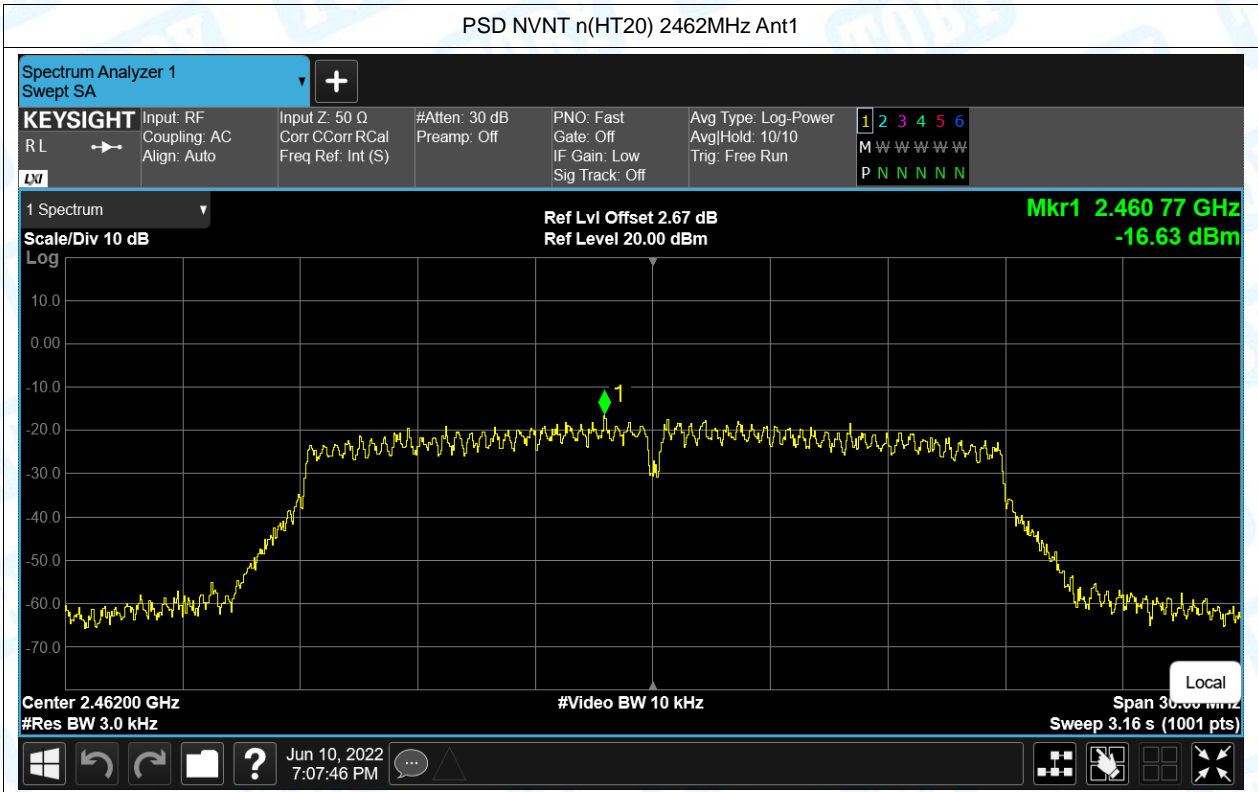 PSD NVNT n(HT20) 2462MHz Ant1
Spectrum Analyzer 1
Swept SA
KEYSIGHT
R L
LXI
Input: RF
Coupling: AC
Align: Auto
Input Z: 50 Ω
Corr CCorr RCal
Freq Ref: Int (S)
#Atten: 30 dB
Preamp: Off
PNO: Fast
Gate: Off
IF Gain: Low
Sig Track: Off
Avg Type: Log-Power
Avg|Hold: 10/10
Trig: Free Run
1 2 3 4 5 6
M W W W W W
P N N N N N
1 Spectrum
Scale/Div 10 dB
Log
Ref Lvl Offset 2.67 dB
Ref Level 20.00 dBm
Mkr1 2.460 77 GHz
-16.63 dBm
10.0
0.00
-10.0
-20.0
-30.0
-40.0
-50.0
-60.0
-70.0
1
Center 2.46200 GHz
#Res BW 3.0 kHz
#Video BW 10 kHz
Local
Span 30.00 MHz
Sweep 3.16 s (1001 pts)
?
Jun 10, 2022
7:07:46 PM